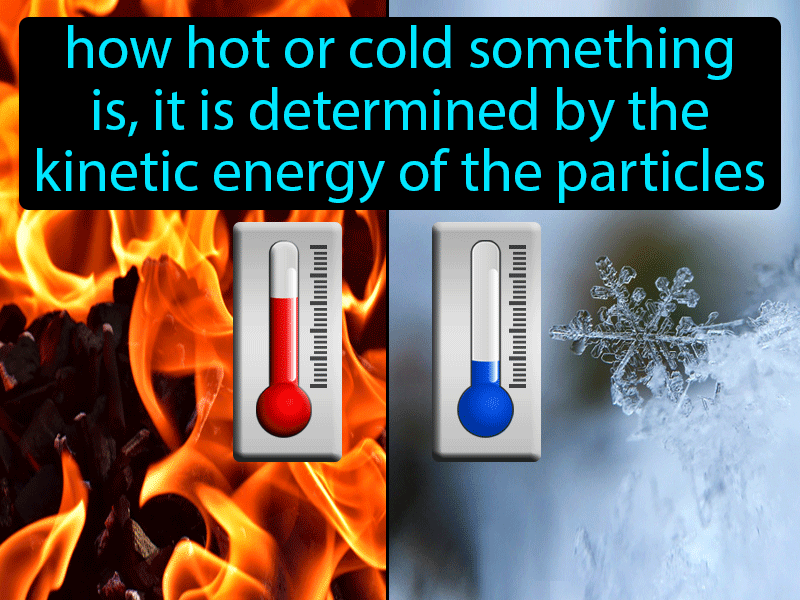 how hot or cold something
is, it is determined by the
kinetic energy of the particles